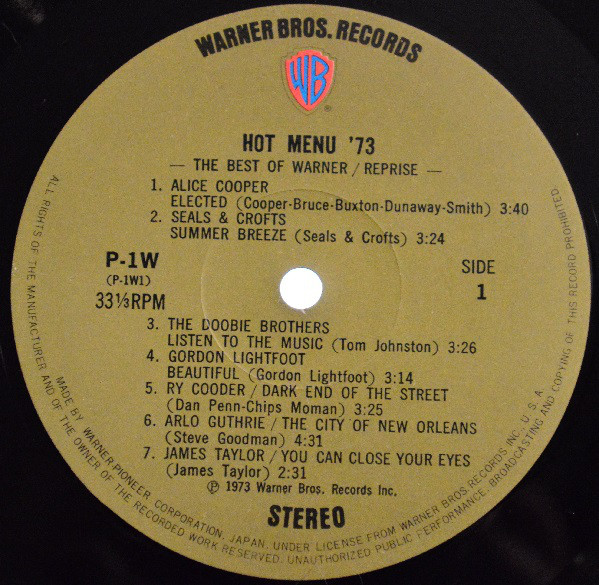 WARNER BROS. RECORDS
WB
HOT MENU '73
— THE BEST OF WARNER / REPRISE —
1. ALICE COOPER
ELECTED (Cooper-Bruce-Buxton-Dunaway-Smith) 3:40
2. SEALS & CROFTS
SUMMER BREEZE (Seals & Crofts) 3:24
P-1W
(P-1W1)
33⅓RPM
SIDE
1
3. THE DOOBIE BROTHERS
LISTEN TO THE MUSIC (Tom Johnston) 3:26
4. GORDON LIGHTFOOT
BEAUTIFUL (Gordon Lightfoot) 3:14
5. RY COODER / DARK END OF THE STREET
(Dan Penn-Chips Moman) 3:25
6. ARLO GUTHRIE / THE CITY OF NEW ORLEANS
(Steve Goodman) 4:31
7. JAMES TAYLOR / YOU CAN CLOSE YOUR EYES
(James Taylor) 2:31
℗ 1973 Warner Bros. Records Inc.
STEREO
MADE BY WARNER-PIONEER CORPORATION, JAPAN. UNDER LICENSE FROM WARNER BROS. RECORDS INC., U. S. A.
ALL RIGHTS OF THE MANUFACTURER AND OF THE OWNER OF THE RECORDED WORK RESERVED. UNAUTHORIZED PUBLIC PERFORMANCE, BROADCASTING AND COPYING OF THIS RECORD PROHIBITED.